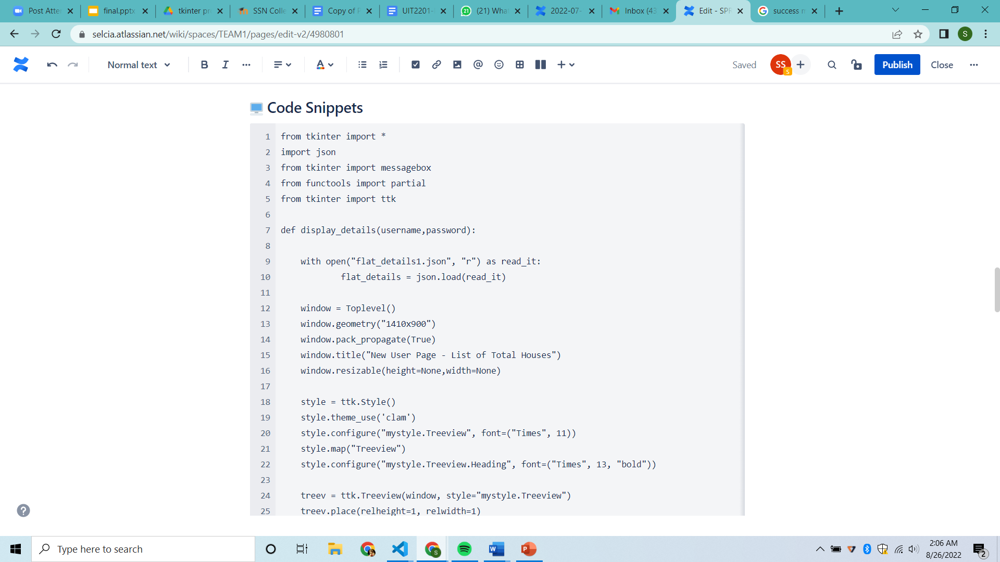 Post Atte
final.pptx
tkinter pr
SSN Colle
Copy of P
UIT2201-
(21) Wha
2022-07-
Inbox (43
Edit - SPR
success m
selcia.atlassian.net/wiki/spaces/TEAM1/pages/edit-v2/4980801
S
Normal text
B
I
A
Saved
SS
S
Publish
Close
Code Snippets
1 from tkinter import *
2 import json
3 from tkinter import messagebox
4 from functools import partial
5 from tkinter import ttk
6
7 def display_details(username,password):
8
9 with open("flat_details1.json", "r") as read_it:
10 flat_details = json.load(read_it)
11
12 window = Toplevel()
13 window.geometry("1410x900")
14 window.pack_propagate(True)
15 window.title("New User Page - List of Total Houses")
16 window.resizable(height=None,width=None)
17
18 style = ttk.Style()
19 style.theme_use('clam')
20 style.configure("mystyle.Treeview", font=("Times", 11))
21 style.map("Treeview")
22 style.configure("mystyle.Treeview.Heading", font=("Times", 13, "bold"))
23
24 treev = ttk.Treeview(window, style="mystyle.Treeview")
25 treev.place(relheight=1, relwidth=1)
Type here to search
2:06 AM
8/26/2022
2